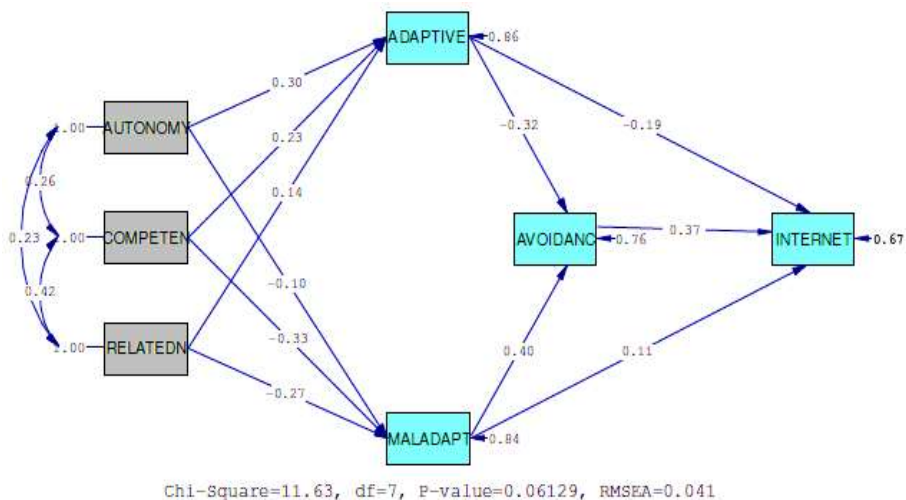 ADAPTIVE
0.86
0.30
-0.32
-0.19
1.00
AUTONOMY
0.23
0.26
0.14
1.00
COMPETEN
AVOIDANC
0.76
0.37
INTERNET
0.67
0.23
-0.10
0.42
-0.33
1.00
RELATEDN
0.40
0.11
-0.27
MALADAPT
0.84
Chi-Square=11.63, df=7, P-value=0.06129, RMSEA=0.041